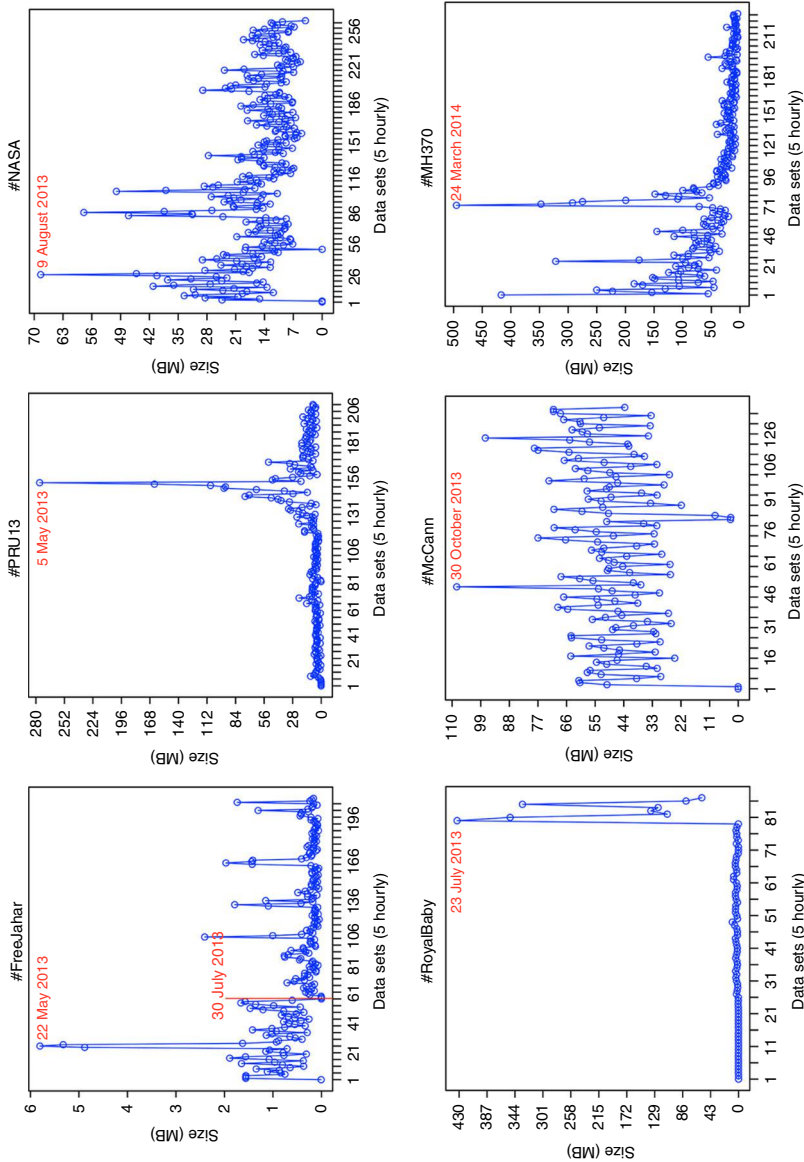 #FreeJahar
22 May 2013
30 July 2013
6
5
4
3
2
1
0
Size (MB)
1 21 41 61 81 106 136 166 196
Data sets (5 hourly)
#PRU13
5 May 2013
280
252
224
196
168
140
112
84
56
28
0
Size (MB)
1 21 41 61 81 106 131 156 181 206
Data sets (5 hourly)
#NASA
9 August 2013
70
63
56
49
42
35
28
21
14
7
0
Size (MB)
1 26 56 86 116 151 186 221 256
Data sets (5 hourly)
#RoyalBaby
23 July 2013
430
387
344
301
258
215
172
129
86
43
0
Size (MB)
1 11 21 31 41 51 61 71 81
Data sets (5 hourly)
#McCann
30 October 2013
110
99
88
77
66
55
44
33
22
11
0
Size (MB)
1 16 31 46 61 76 91 106 126
Data sets (5 hourly)
#MH370
24 March 2014
500
450
400
350
300
250
200
150
100
50
0
Size (MB)
1 21 46 71 96 121 151 181 211
Data sets (5 hourly)